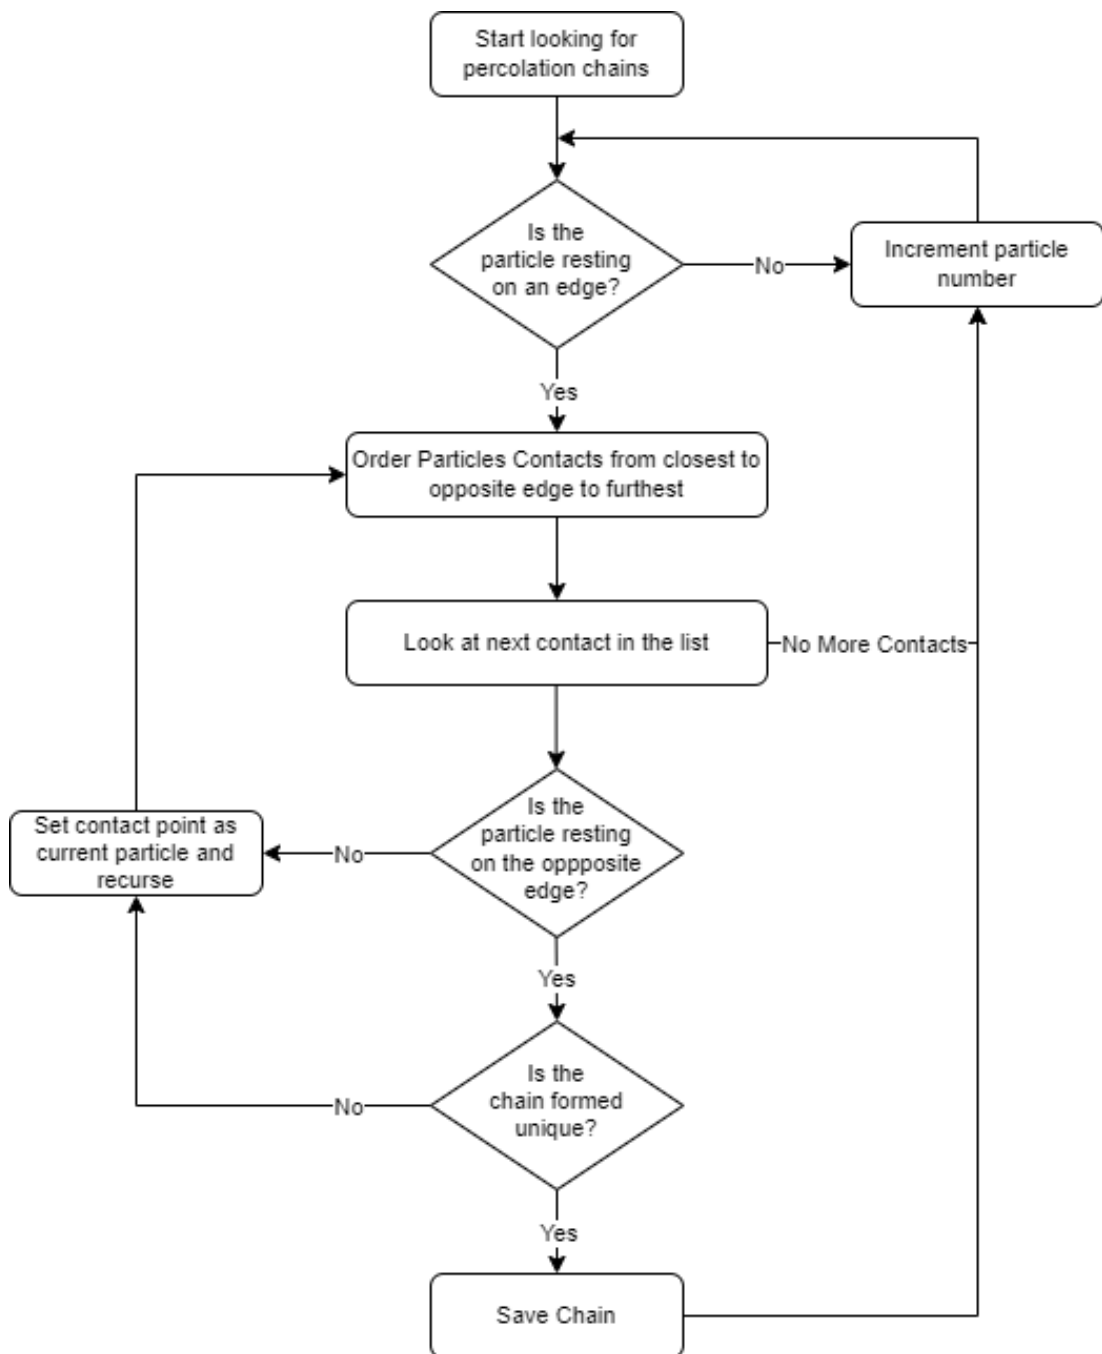 Start looking for
percolation chains
Is the
particle resting
on an edge?
No
Increment particle
number
Yes
Order Particles Contacts from closest to
opposite edge to furthest
Look at next contact in the list
No More Contacts
Is the
particle resting
on the oppposite
edge?
No
Set contact point as
current particle and
recurse
Yes
Is the
chain formed
unique?
No
Yes
Save Chain